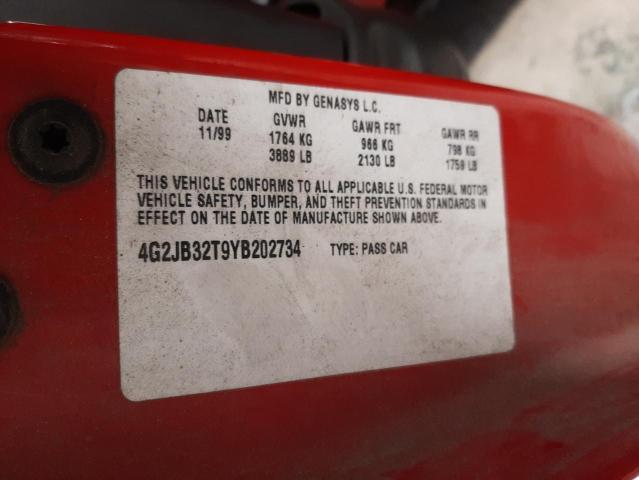 MFD BY GENASYS L.C.
DATE GVWR GAWR FRT GAWR RR
11/99 1764 KG 966 KG 798 KG
3889 LB 2130 LB 1759 LB
THIS VEHICLE CONFORMS TO ALL APPLICABLE U.S. FEDERAL MOTOR
VEHICLE SAFETY, BUMPER, AND THEFT PREVENTION STANDARDS IN
EFFECT ON THE DATE OF MANUFACTURE SHOWN ABOVE.
4G2JB32T9YB202734 TYPE: PASS CAR